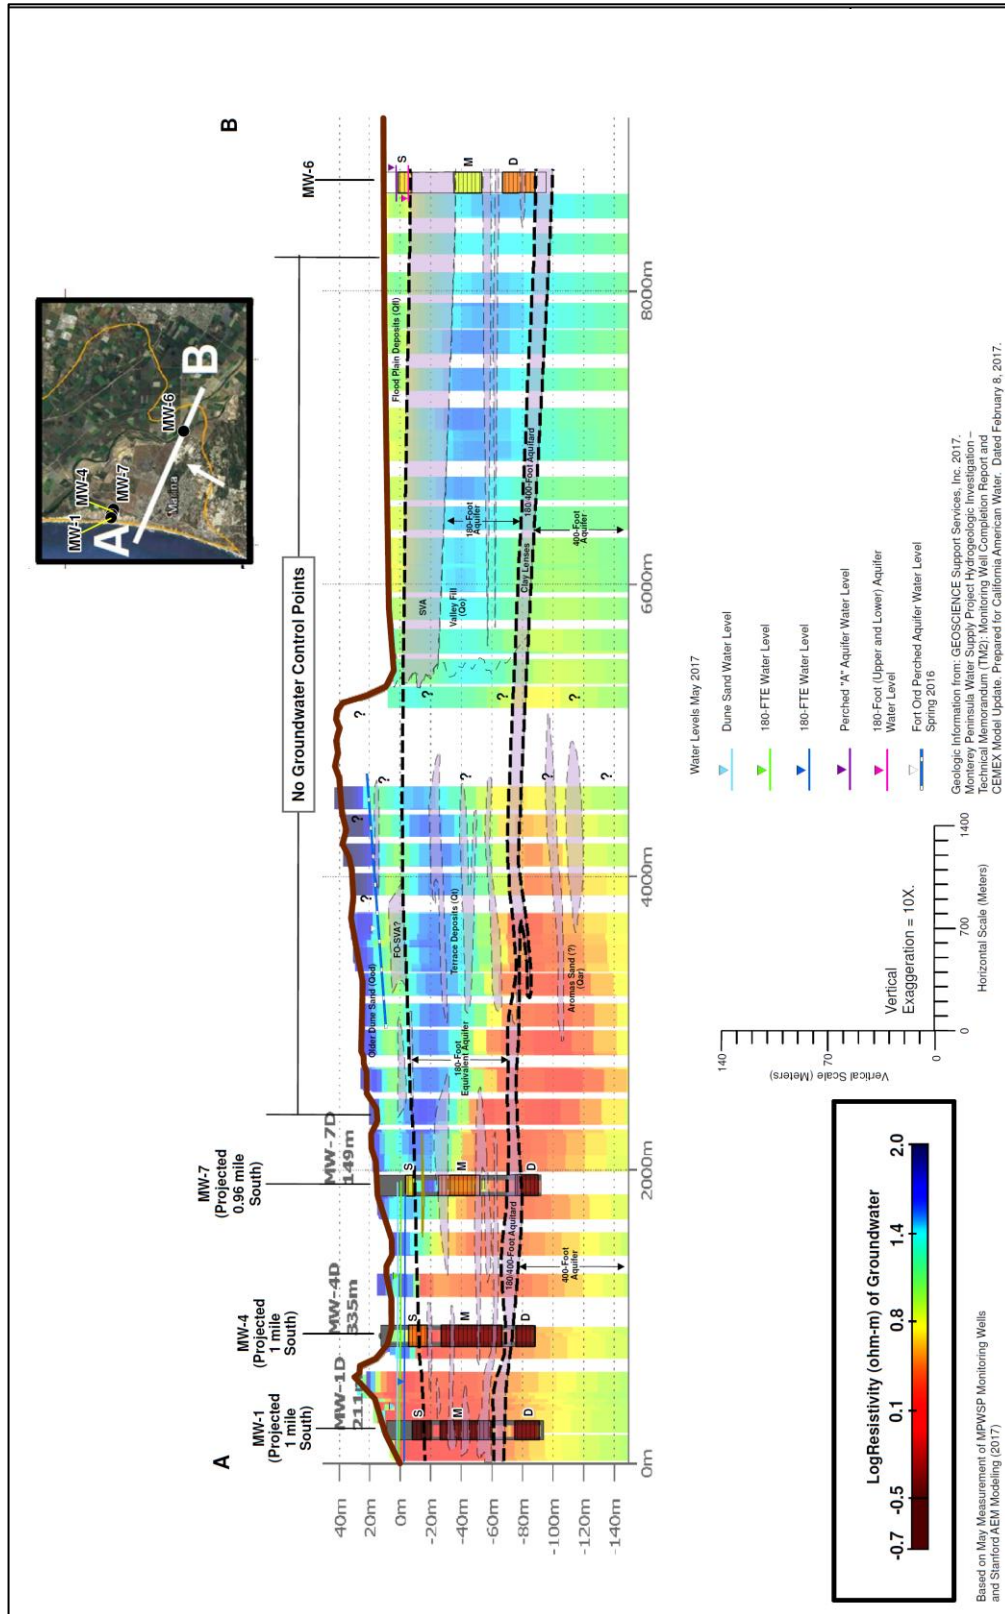 A
B
MW-1
(Projected
1 mile
South)
MW-4
(Projected
1 mile
South)
MW-7
(Projected
0.96 mile
South)
MW-6
No Groundwater Control Points
MW-1
MW-4
MW-7
MW-6
A
B
Marina
MW-1D
MW-4D
335m
MW-7D
149m
40m
20m
0m
-20m
-40m
-60m
-80m
-100m
-120m
-140m
0m
2000m
4000m
6000m
8000m
S
M
D
S
M
D
S
M
D
S
M
D
Older Dune Sand (Qod)
FO-SVA?
180-Foot
Equivalent Aquifer
Terrace Deposits (Qt)
180/400-Foot Aquitard
400-Foot
Aquifer
Aromas Sand (?)
(Qar)
?
?
?
?
?
?
?
?
?
?
?
?
SVA
Valley Fill
(Qo)
Flood Plain Deposits (Qfl)
180-Foot
Aquifer
Clay Lenses
180/400-Foot Aquitard
400-Foot
Aquifer
LogResistivity (ohm-m) of Groundwater
-0.7
-0.5
0.1
0.8
1.4
2.0
Based on May Measurement of MPWSP Monitoring Wells
and Stanford AEM Modeling (2017)
140
70
0
Vertical Scale (Meters)
Vertical
Exaggeration = 10X.
0
700
1400
Horizontal Scale (Meters)
Water Levels May 2017
Dune Sand Water Level
180-FTE Water Level
180-FTE Water Level
Perched "A" Aquifer Water Level
180-Foot (Upper and Lower) Aquifer
Water Level
Fort Ord Perched Aquifer Water Level
Spring 2016
Geologic Information from: GEOSCIENCE Support Services, Inc. 2017.
Monterey Peninsula Water Supply Project Hydrogeologic Investigation –
Technical Memorandum (TM2): Monitoring Well Completion Report and
CEMEX Model Update. Prepared for California American Water. Dated February 8, 2017.